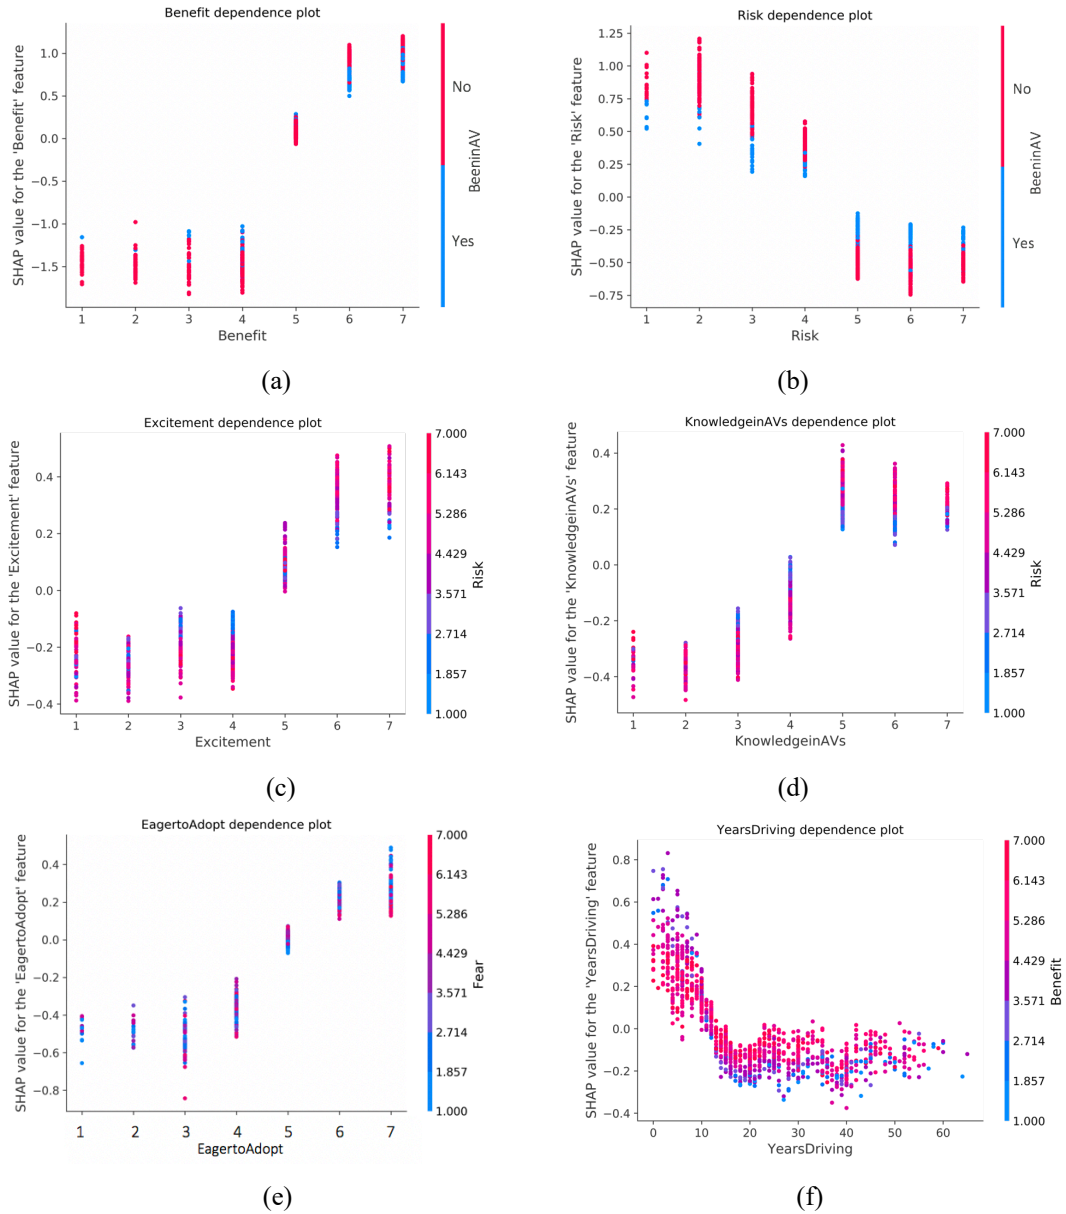 Benefit dependence plot
SHAP value for the 'Benefit' feature
1.0
0.5
0.0
−0.5
−1.0
−1.5
1 2 3 4 5 6 7
Benefit
No
Yes
BeeninAV
(a)
Risk dependence plot
SHAP value for the 'Risk' feature
1.25
1.00
0.75
0.50
0.25
0.00
−0.25
−0.50
−0.75
1 2 3 4 5 6 7
Risk
No
Yes
BeeninAV
(b)
Excitement dependence plot
SHAP value for the 'Excitement' feature
0.4
0.2
0.0
−0.2
−0.4
1 2 3 4 5 6 7
Excitement
7.000
6.143
5.286
4.429
3.571
2.714
1.857
1.000
Risk
(c)
KnowledgeinAVs dependence plot
SHAP value for the 'KnowledgeinAVs' feature
0.4
0.2
0.0
−0.2
−0.4
1 2 3 4 5 6 7
KnowledgeinAVs
7.000
6.143
5.286
4.429
3.571
2.714
1.857
1.000
Risk
(d)
EagertoAdopt dependence plot
SHAP value for the 'EagertoAdopt' feature
0.4
0.2
0.0
−0.2
−0.4
−0.6
−0.8
1 2 3 4 5 6 7
EagertoAdopt
7.000
6.143
5.286
4.429
3.571
2.714
1.857
1.000
Fear
(e)
YearsDriving dependence plot
SHAP value for the 'YearsDriving' feature
0.8
0.6
0.4
0.2
0.0
−0.2
−0.4
0 10 20 30 40 50 60
YearsDriving
7.000
6.143
5.286
4.429
3.571
2.714
1.857
1.000
Benefit
(f)